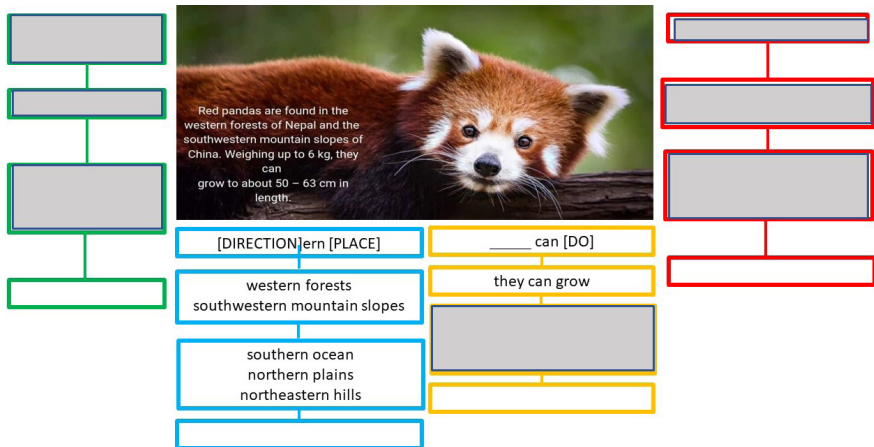 Red pandas are found in the
western forests of Nepal and the
southwestern mountain slopes of
China. Weighing up to 6 kg, they
can
grow to about 50 – 63 cm in
length.
[DIRECTION]ern [PLACE]
western forests
southwestern mountain slopes
southern ocean
northern plains
northeastern hills
_____ can [DO]
they can grow